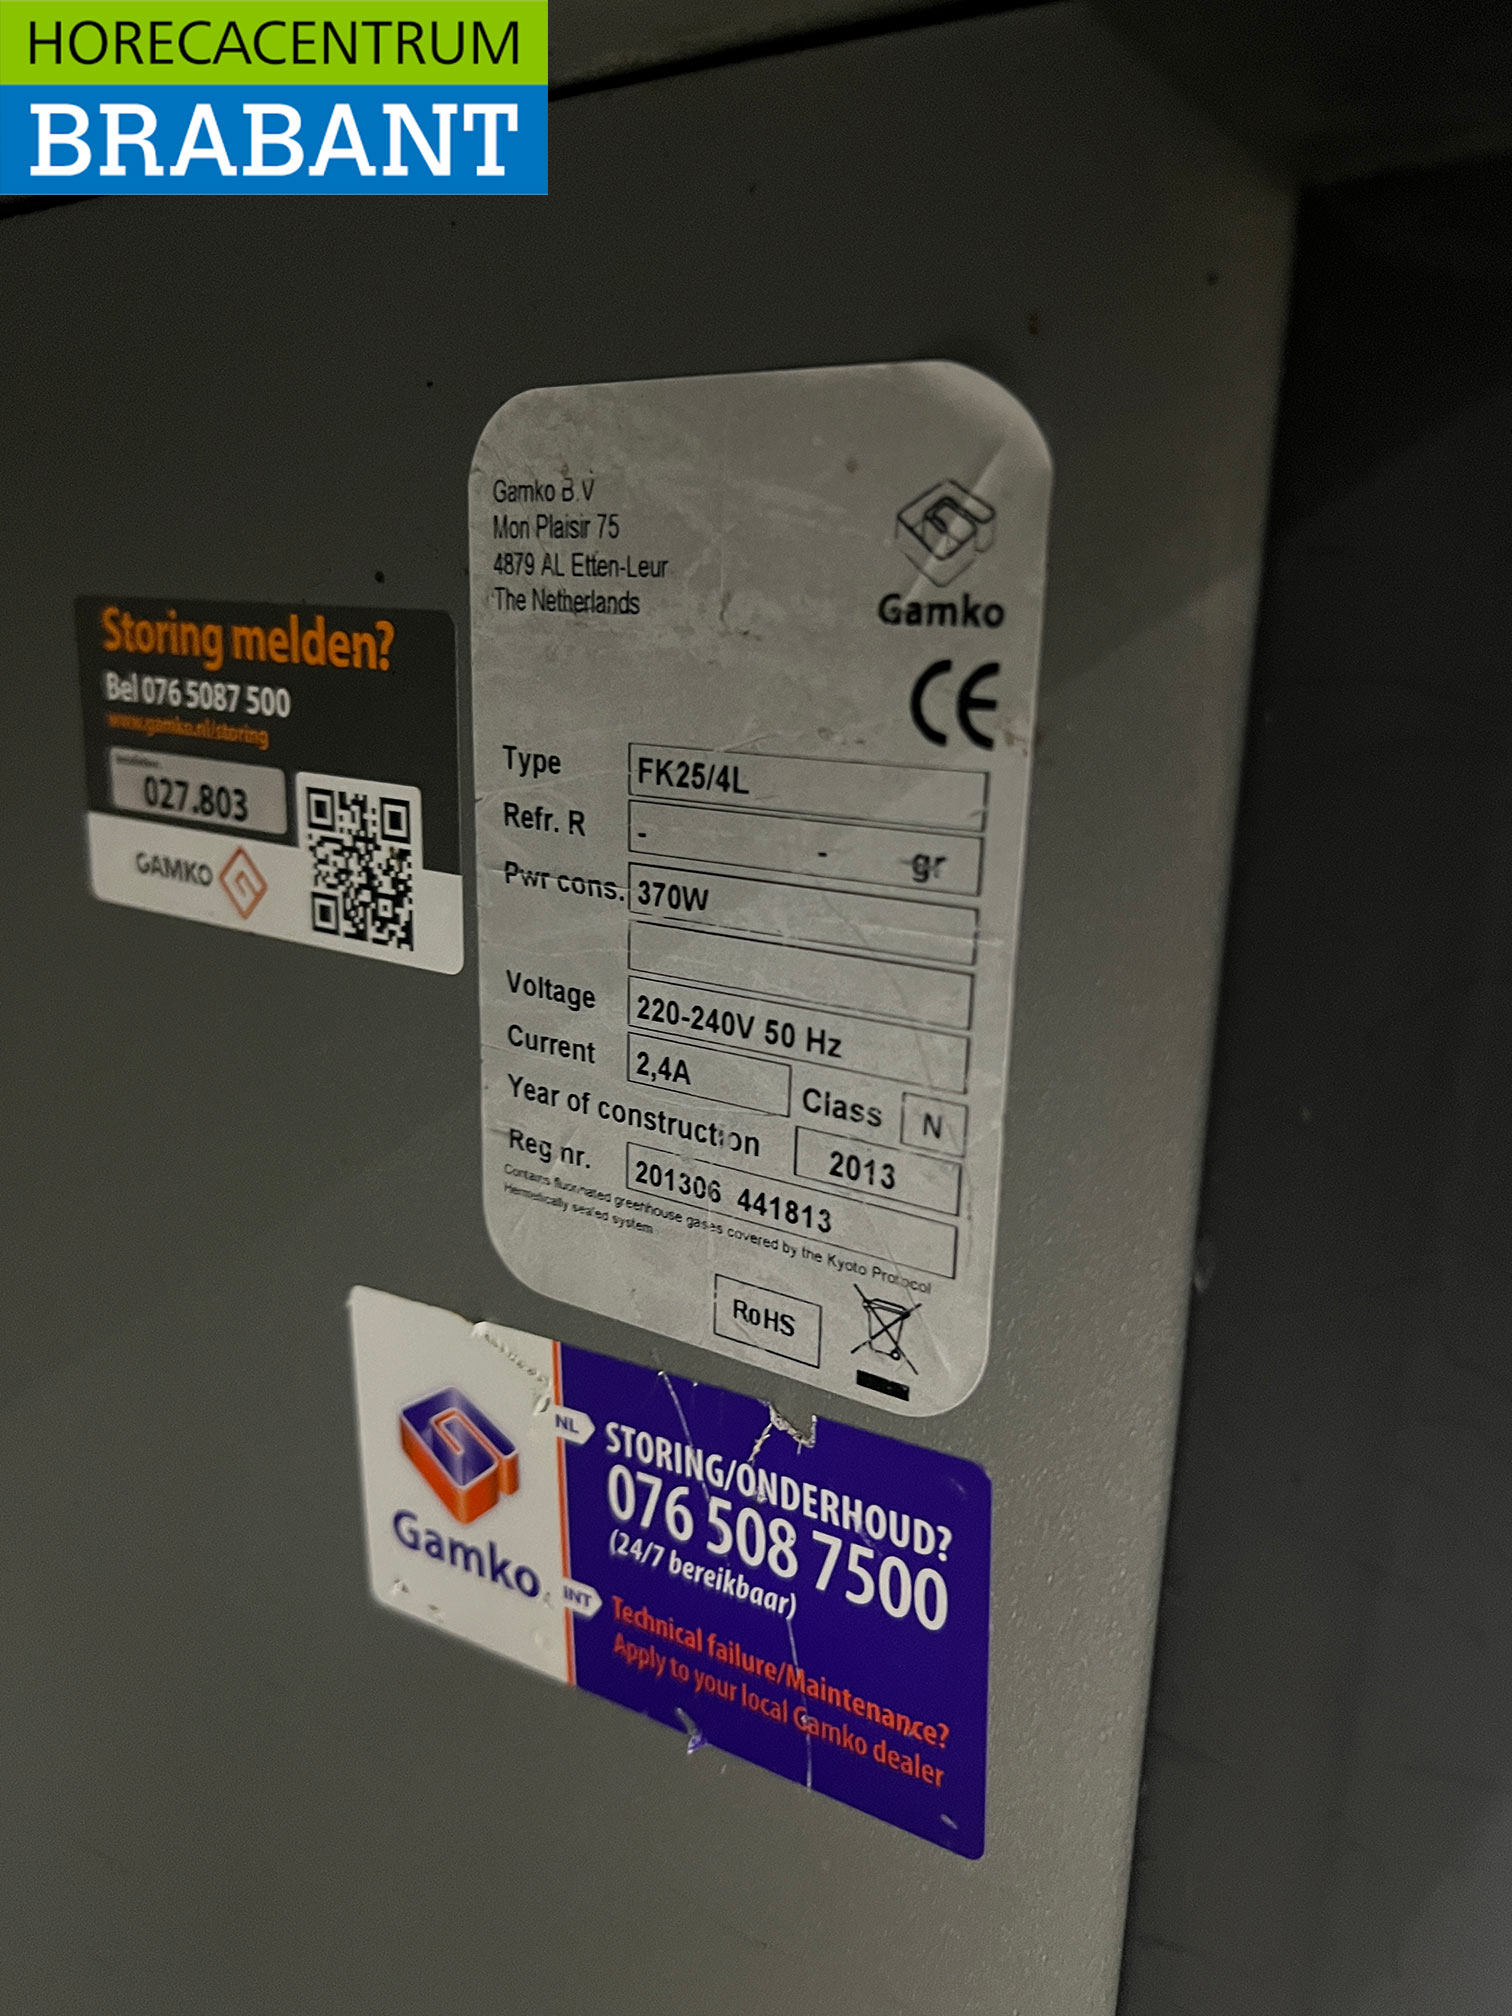 HORECACENTRUM
BRABANT
Gamko B.V
Mon Plaisir 75
4879 AL Etten-Leur
The Netherlands
Gamko
CE
Storing melden?
Bel 076 5087 500
www.gamko.nl/storing
027.803
GAMKO
Type FK25/4L
Refr. R - - gr
Pwr cons. 370W
Voltage 220-240V 50 Hz
Current 2,4A Class N
Year of construction 2013
Reg nr. 201306 441813
Contains fluorinated greenhouse gases covered by the Kyoto Protocol
Hermetically sealed system
RoHS
Gamko
NL STORING/ONDERHOUD?
076 508 7500
(24/7 bereikbaar)
INT Technical failure/Maintenance?
Apply to your local Gamko dealer